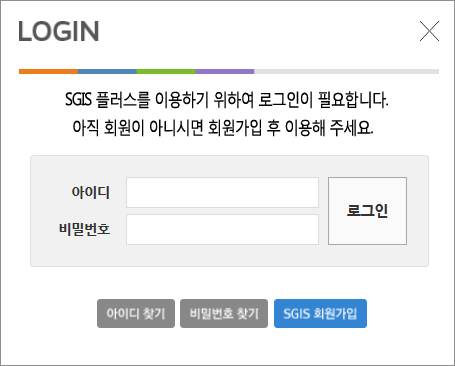 LOGIN
SGIS 플러스를 이용하기 위하여 로그인이 필요합니다.
아직 회원이 아니시면 회원가입 후 이용해 주세요.
아이디
비밀번호
로그인
아이디 찾기 비밀번호 찾기 SGIS 회원가입